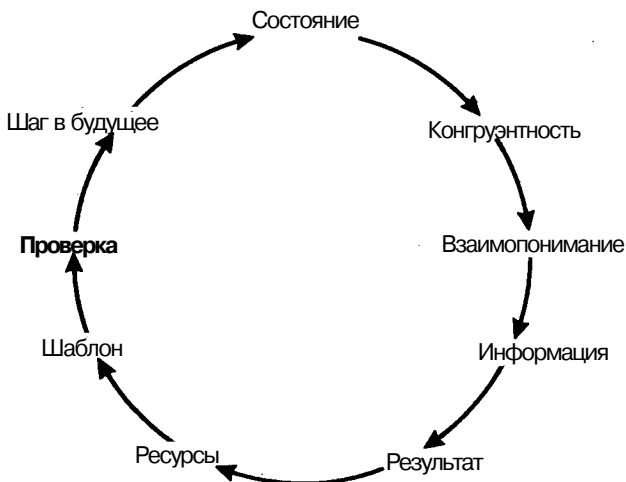 Состояние
Конгруэнтность
Взаимопонимание
Информация
Результат
Ресурсы
Шаблон
Проверка
Шаг в будущее